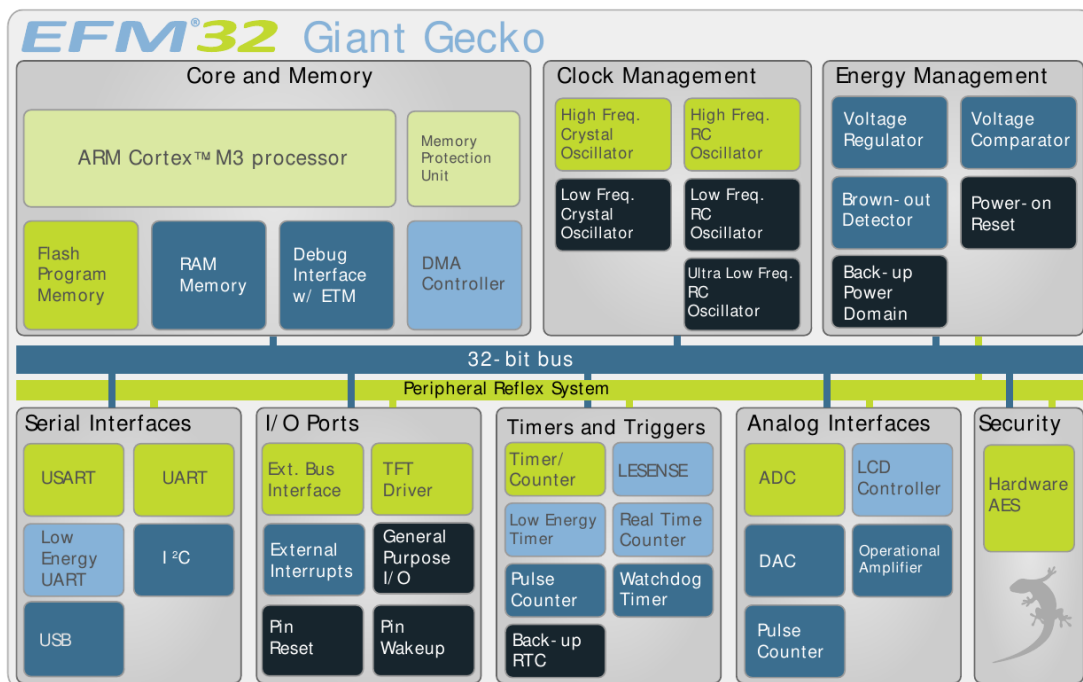 EFM®32 Giant Gecko
Core and Memory
ARM Cortex™ M3 processor
Memory
Protection
Unit
Flash
Program
Memory
RAM
Memory
Debug
Interface
w/ ETM
DMA
Controller
Clock Management
High Freq.
Crystal
Oscillator
High Freq.
RC
Oscillator
Low Freq.
Crystal
Oscillator
Low Freq.
RC
Oscillator
Ultra Low Freq.
RC
Oscillator
Energy Management
Voltage
Regulator
Voltage
Comparator
Brown-out
Detector
Power-on
Reset
Back-up
Power
Domain
32-bit bus
Peripheral Reflex System
Serial Interfaces
USART
UART
Low
Energy
UART
I²C
USB
I/O Ports
Ext. Bus
Interface
TFT
Driver
External
Interrupts
General
Purpose
I/O
Pin
Reset
Pin
Wakeup
Timers and Triggers
Timer/
Counter
LESENSE
Low Energy
Timer
Real Time
Counter
Pulse
Counter
Watchdog
Timer
Back-up
RTC
Analog Interfaces
ADC
LCD
Controller
DAC
Operational
Amplifier
Pulse
Counter
Security
Hardware
AES